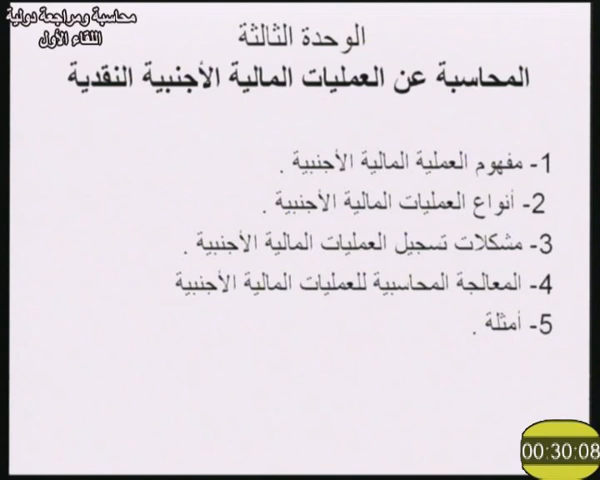 محاسبة ومراجعة دولية
اللقاء الأول
الوحدة الثالثة
المحاسبة عن العمليات المالية الأجنبية النقدية
1- مفهوم العملية المالية الأجنبية .
2- أنواع العمليات المالية الأجنبية .
3- مشكلات تسجيل العمليات المالية الأجنبية .
4- المعالجة المحاسبية للعمليات المالية الأجنبية
5- أمثلة .
00:30:08